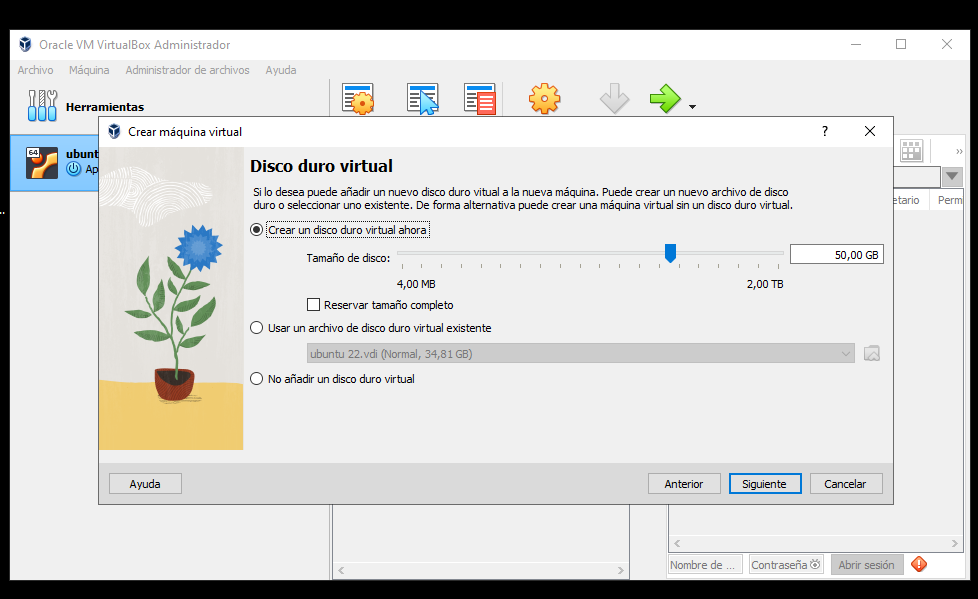 Oracle VM VirtualBox Administrador
Archivo Máquina Administrador de archivos Ayuda
Herramientas
64
ubunt
Ap
Crear máquina virtual
?
Disco duro virtual
Si lo desea puede añadir un nuevo disco duro vitual a la nueva máquina. Puede crear un nuevo archivo de disco
duro o seleccionar uno existente. De forma alternativa puede crear una máquina virtual sin un disco duro virtual.
Crear un disco duro virtual ahora
Tamaño de disco:
50,00 GB
4,00 MB 2,00 TB
Reservar tamaño completo
Usar un archivo de disco duro virtual existente
ubuntu 22.vdi (Normal, 34,81 GB)
No añadir un disco duro virtual
Ayuda Anterior Siguiente Cancelar
»
etario Perm
Nombre de ... Contraseña Abrir sesión